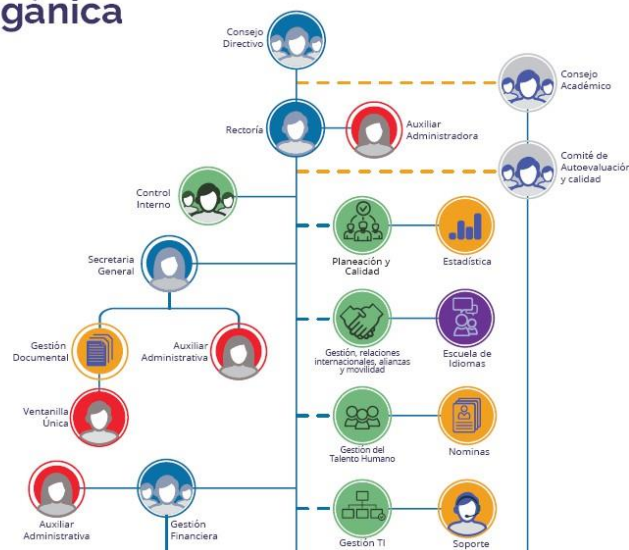 gánica
Consejo
Directivo
Consejo
Académico
Rectoría
Auxiliar
Administradora
Comité de
Autoevaluación
y calidad
Control
Interno
Planeación y
Calidad
Estadística
Secretaria
General
Gestión, relaciones
internacionales, alianzas
y movilidad
Escuela de
Idiomas
Gestión
Documental
Auxiliar
Administrativa
Ventanilla
Única
Gestión del
Talento Humano
Nominas
Auxiliar
Administrativa
Gestión
Financiera
Gestión TI
Soporte